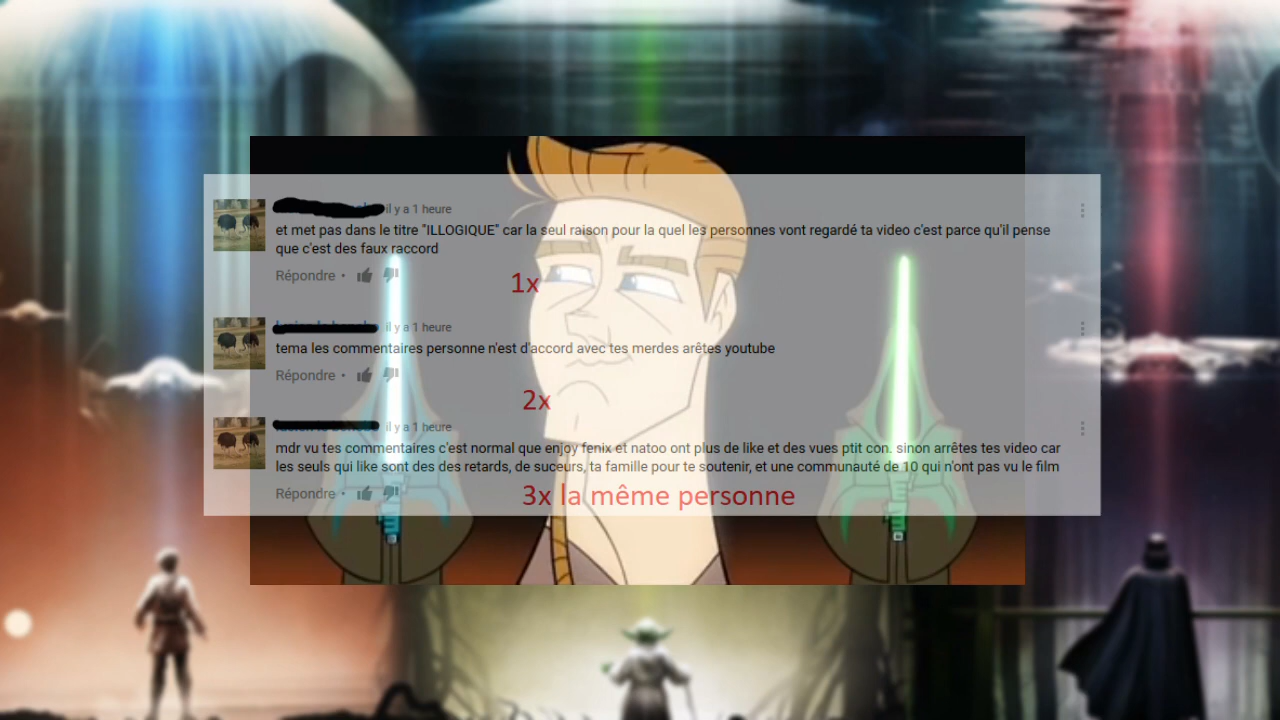 il y a 1 heure
et met pas dans le titre "ILLOGIQUE" car la seul raison pour la quel les personnes vont regardé ta video c'est parce qu'il pense
que c'est des faux raccord
Répondre •
1x
il y a 1 heure
tema les commentaires personne n'est d'accord avec tes merdes arêtes youtube
Répondre •
2x
il y a 1 heure
mdr vu tes commentaires c'est normal que enjoy fenix et natoo ont plus de like et des vues ptit con. sinon arrêtes tes video car
les seuls qui like sont des des retards, de suceurs, ta famille pour te soutenir, et une communauté de 10 qui n'ont pas vu le film
Répondre •
3x la même personne